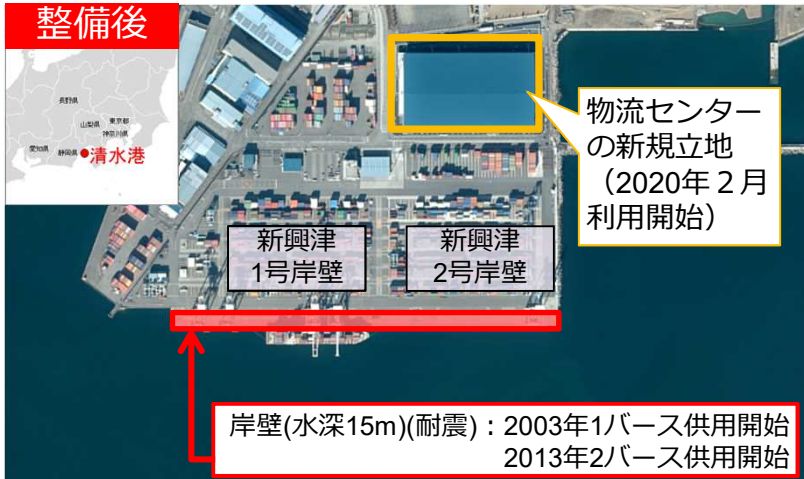 整備後
長野県
山梨県
東京都
神奈川県
愛知県
静岡県
●清水港
物流センター
の新規立地
（2020年２月
利用開始）
新興津
1号岸壁
新興津
2号岸壁
岸壁(水深15m)(耐震)：2003年1バース供用開始
2013年2バース供用開始